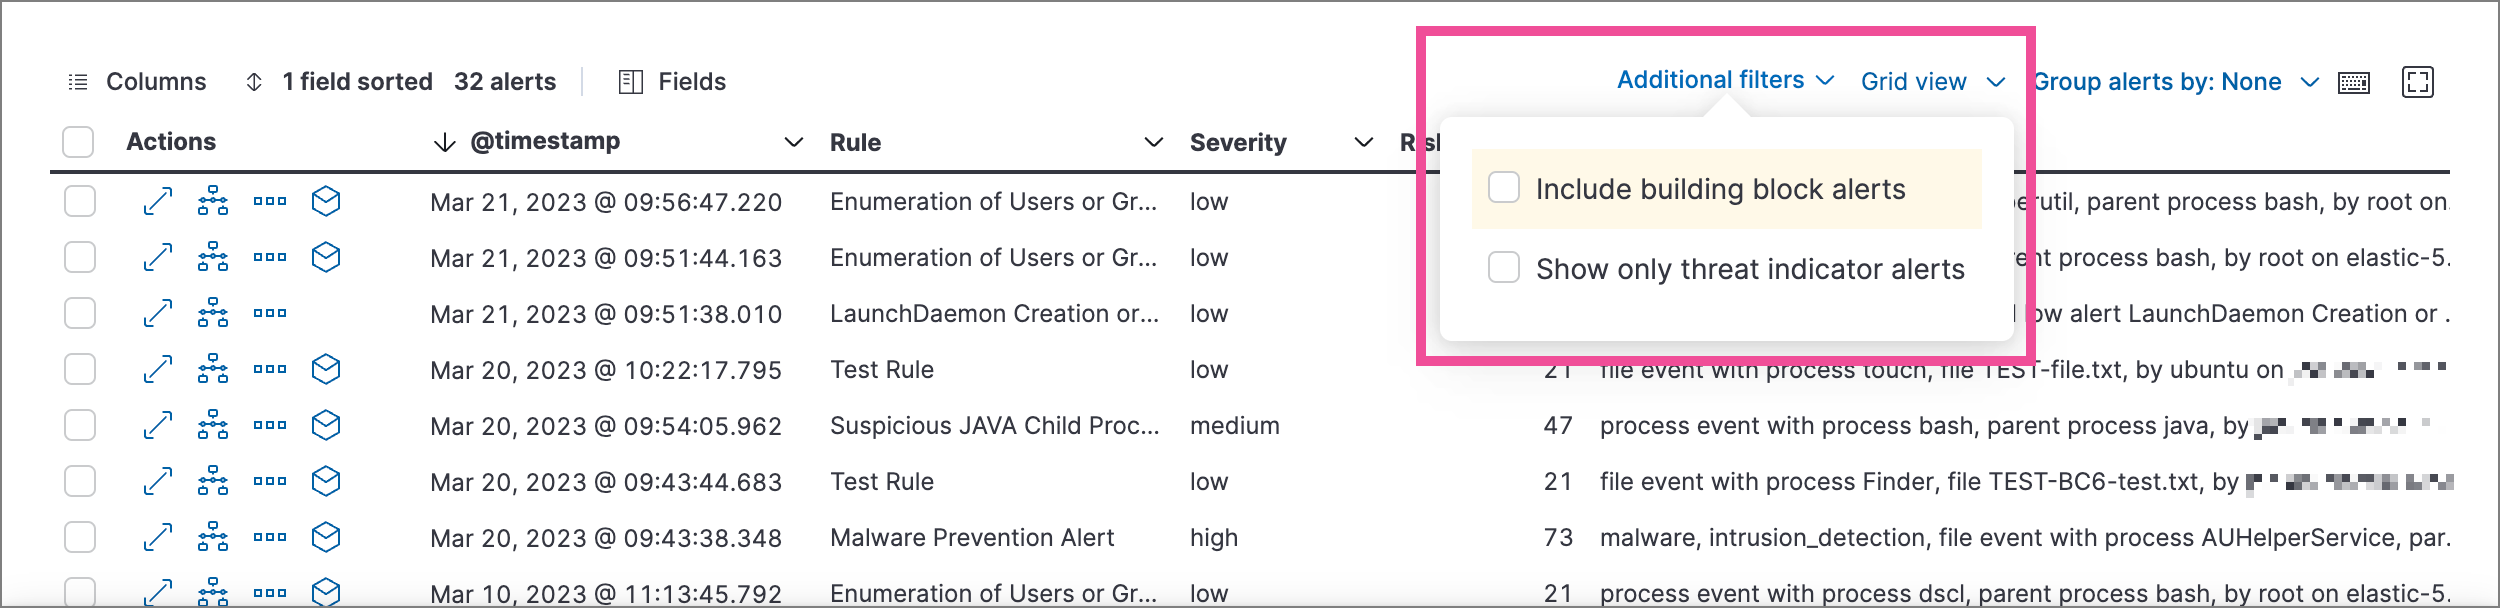 Columns 1 field sorted 32 alerts Fields Additional filters Grid view Group alerts by: None
Actions @timestamp Rule Severity
Include building block alerts
Show only threat indicator alerts
Mar 21, 2023 @ 09:56:47.220 Enumeration of Users or Gr... low parent process bash, by root on.
Mar 21, 2023 @ 09:51:44.163 Enumeration of Users or Gr... low process bash, by root on elastic-5.
Mar 21, 2023 @ 09:51:38.010 LaunchDaemon Creation or... low alert LaunchDaemon Creation or .
Mar 20, 2023 @ 10:22:17.795 Test Rule low 21 file event with process touch, file TEST-file.txt, by ubuntu on
Mar 20, 2023 @ 09:54:05.962 Suspicious JAVA Child Proc... medium 47 process event with process bash, parent process java, by
Mar 20, 2023 @ 09:43:44.683 Test Rule low 21 file event with process Finder, file TEST-BC6-test.txt, by
Mar 20, 2023 @ 09:43:38.348 Malware Prevention Alert high 73 malware, intrusion_detection, file event with process AUHelperService, par.
Mar 10, 2023 @ 11:13:45.792 Enumeration of Users or Gr... low 21 process event with process dscl, parent process bash, by root on elastic-5.